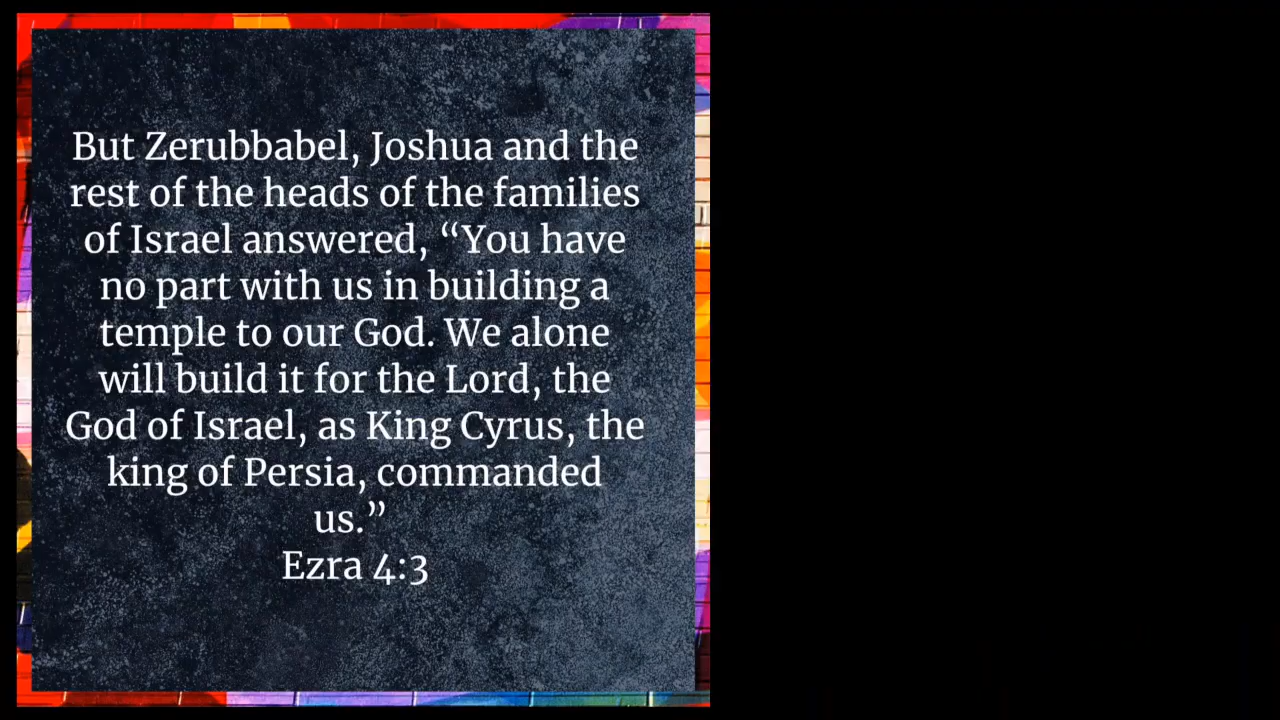 But Zerubbabel, Joshua and the
rest of the heads of the families
of Israel answered, “You have
no part with us in building a
temple to our God. We alone
will build it for the Lord, the
God of Israel, as King Cyrus, the
king of Persia, commanded
us.”
Ezra 4:3